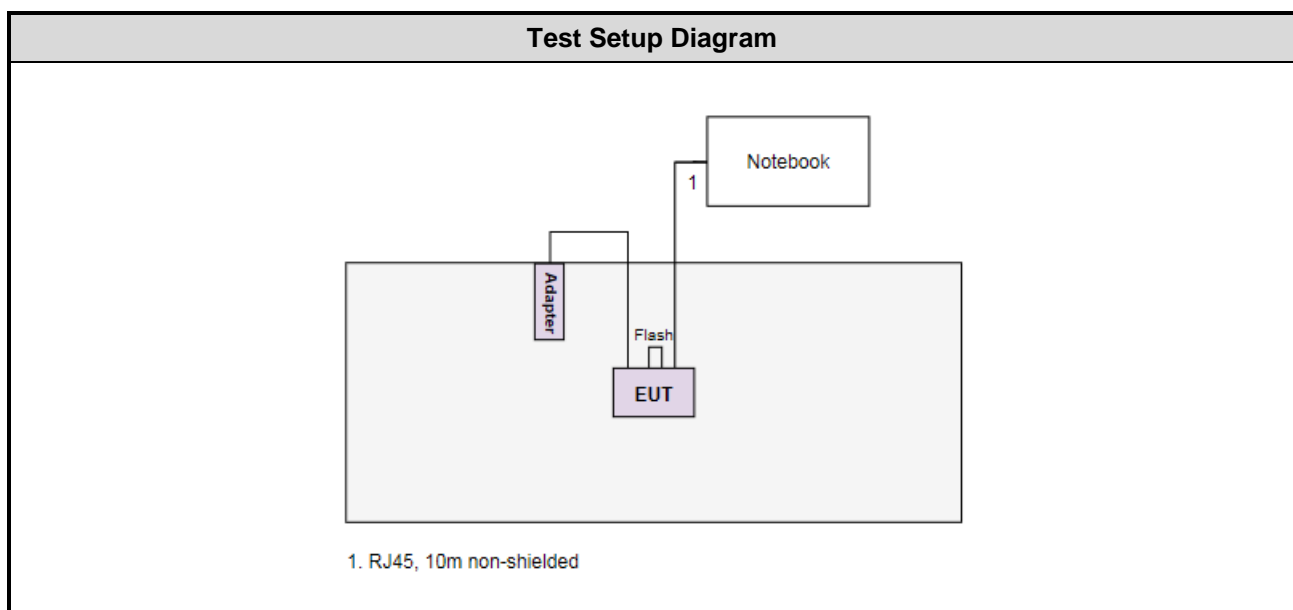 Test Setup Diagram
Notebook
1
Adapter
Flash
EUT
1. RJ45, 10m non-shielded